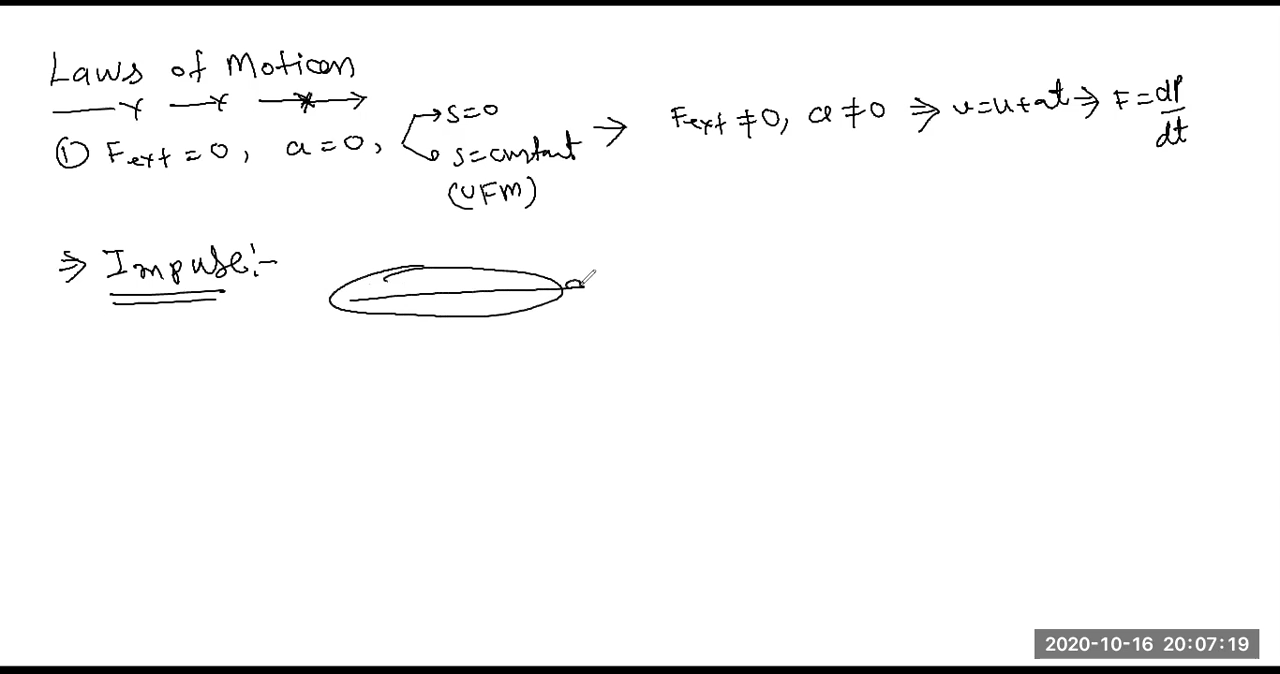 Laws of Motion
① Fext = 0, a = 0, → s=0 → Fext ≠ 0, a ≠ 0 ⇒ v=u+at ⇒ F = dP/dt
s=constant
(UFM)
⇒ Impuse:-
2020-10-16 20:07:19